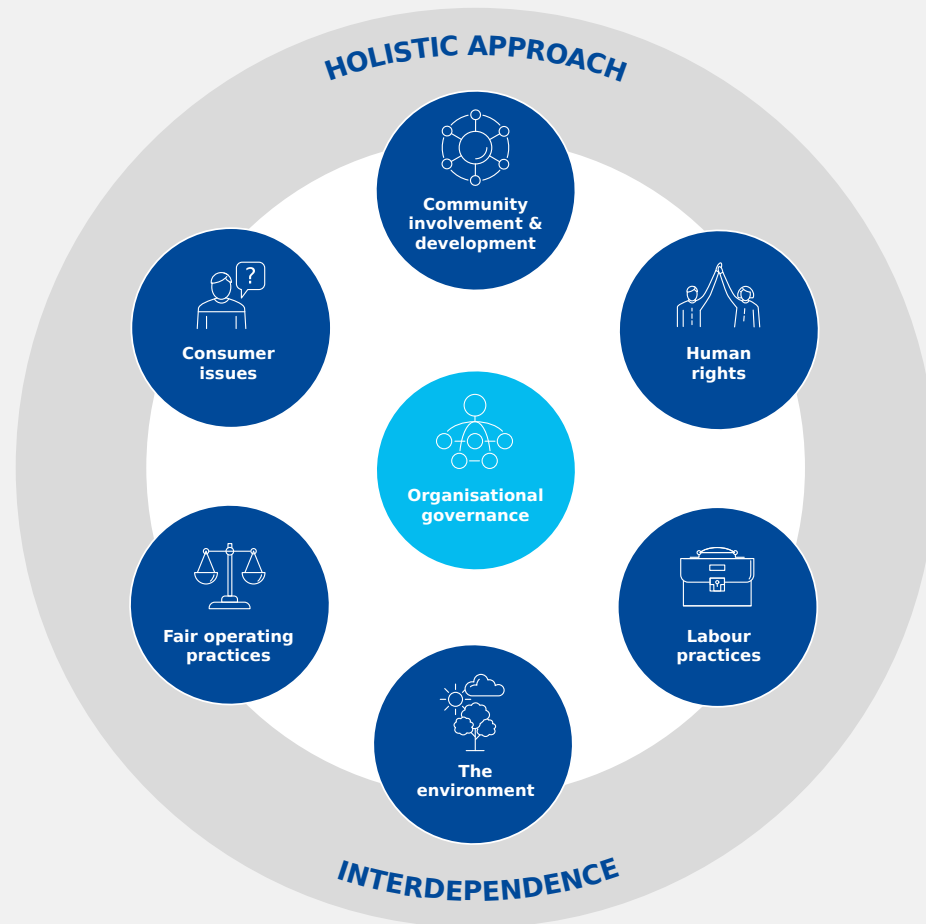 HOLISTIC APPROACH
Community
involvement &
development
?
Consumer
issues
Human
rights
Organisational
governance
Fair operating
practices
Labour
practices
The
environment
INTERDEPENDENCE